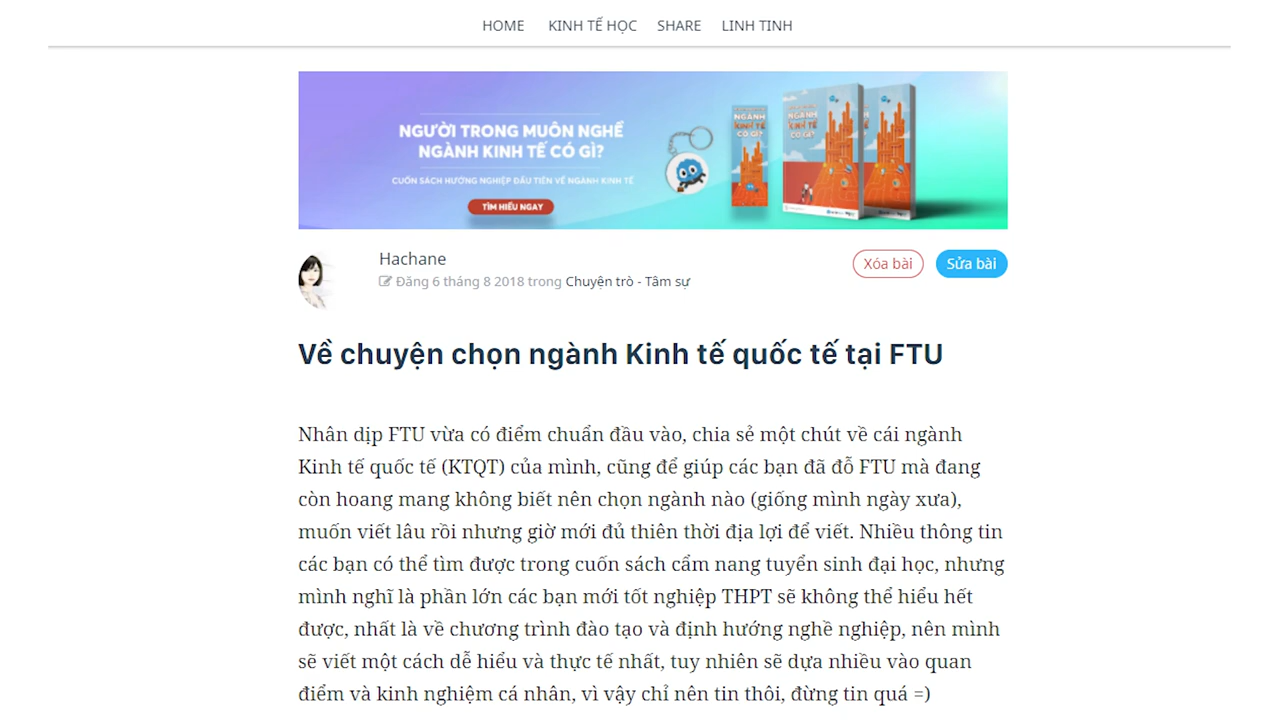 HOME KINH TẾ HỌC SHARE LINH TINH
NGƯỜI TRONG MUÔN NGHỀ
NGÀNH KINH TẾ CÓ GÌ?
CUỐN SÁCH HƯỚNG NGHIỆP ĐẦU TIÊN VỀ NGÀNH KINH TẾ
TÌM HIỂU NGAY
NGÀNH
KINH TẾ
CÓ GÌ?
NGÀNH
KINH TẾ
CÓ GÌ?
Hachane
Đăng 6 tháng 8 2018 trong Chuyện trò - Tâm sự
Xóa bài Sửa bài
Về chuyện chọn ngành Kinh tế quốc tế tại FTU
Nhân dịp FTU vừa có điểm chuẩn đầu vào, chia sẻ một chút về cái ngành
Kinh tế quốc tế (KTQT) của mình, cũng để giúp các bạn đã đỗ FTU mà đang
còn hoang mang không biết nên chọn ngành nào (giống mình ngày xưa),
muốn viết lâu rồi nhưng giờ mới đủ thiên thời địa lợi để viết. Nhiều thông tin
các bạn có thể tìm được trong cuốn sách cẩm nang tuyển sinh đại học, nhưng
mình nghĩ là phần lớn các bạn mới tốt nghiệp THPT sẽ không thể hiểu hết
được, nhất là về chương trình đào tạo và định hướng nghề nghiệp, nên mình
sẽ viết một cách dễ hiểu và thực tế nhất, tuy nhiên sẽ dựa nhiều vào quan
điểm và kinh nghiệm cá nhân, vì vậy chỉ nên tin thôi, đừng tin quá =)